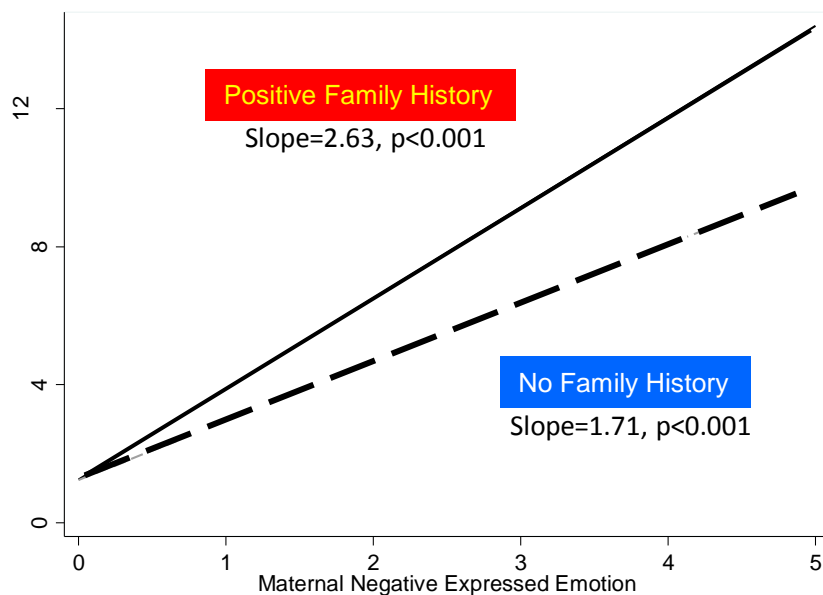 12
Positive Family History
Slope=2.63, p<0.001
8
4
No Family History
Slope=1.71, p<0.001
0
0 1 2 3 4 5
Maternal Negative Expressed Emotion